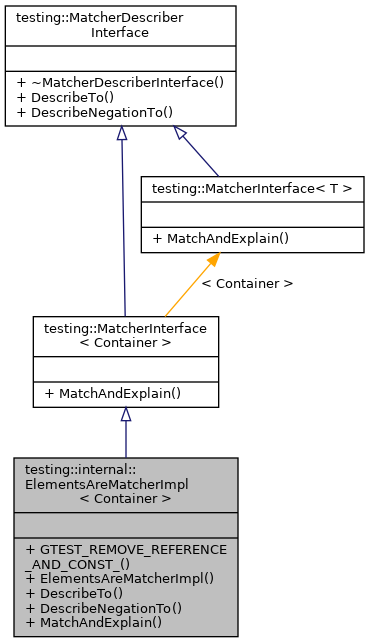 testing::MatcherDescriber
Interface
+ ~MatcherDescriberInterface()
+ DescribeTo()
+ DescribeNegationTo()
testing::MatcherInterface< T >
+ MatchAndExplain()
< Container >
testing::MatcherInterface
< Container >
+ MatchAndExplain()
testing::internal::
ElementsAreMatcherImpl
< Container >
+ GTEST_REMOVE_REFERENCE
_AND_CONST_()
+ ElementsAreMatcherImpl()
+ DescribeTo()
+ DescribeNegationTo()
+ MatchAndExplain()